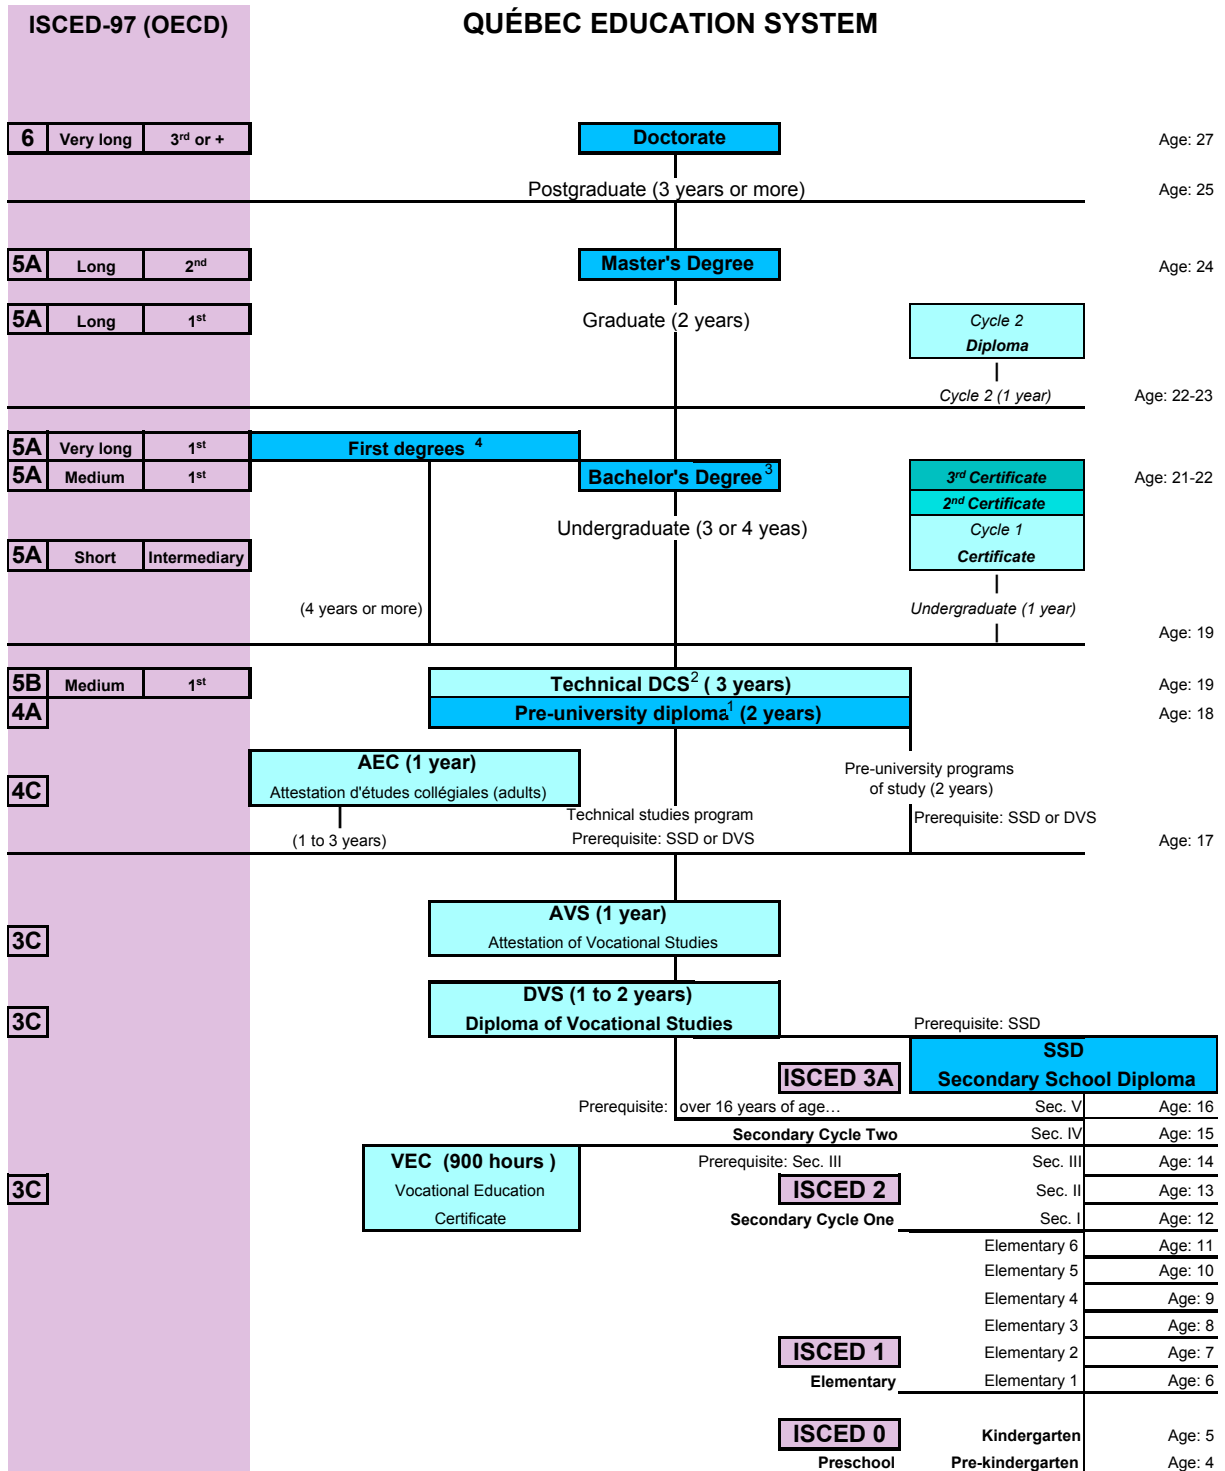 ISCED-97 (OECD) QUÉBEC EDUCATION SYSTEM
6 Very long 3rd or + Doctorate Age: 27
Postgraduate (3 years or more) Age: 25
5A Long 2nd Master's Degree Age: 24
5A Long 1st Graduate (2 years) Cycle 2
Diploma
Cycle 2 (1 year) Age: 22-23
5A Very long 1st First degrees 4
5A Medium 1st Bachelor's Degree3 3rd Certificate Age: 21-22
2nd Certificate
Undergraduate (3 or 4 yeas) Cycle 1
5A Short Intermediary Certificate
(4 years or more) Undergraduate (1 year)
Age: 19
5B Medium 1st Technical DCS2 ( 3 years) Age: 19
4A Pre-university diploma1 (2 years) Age: 18
AEC (1 year) Pre-university programs
4C Attestation d'études collégiales (adults) of study (2 years)
Technical studies program Prerequisite: SSD or DVS
(1 to 3 years) Prerequisite: SSD or DVS Age: 17
AVS (1 year)
3C Attestation of Vocational Studies
DVS (1 to 2 years)
3C Diploma of Vocational Studies Prerequisite: SSD
SSD
ISCED 3A Secondary School Diploma
Prerequisite: over 16 years of age… Sec. V Age: 16
Secondary Cycle Two Sec. IV Age: 15
VEC (900 hours ) Prerequisite: Sec. III Sec. III Age: 14
3C Vocational Education ISCED 2 Sec. II Age: 13
Certificate Secondary Cycle One Sec. I Age: 12
Elementary 6 Age: 11
Elementary 5 Age: 10
Elementary 4 Age: 9
Elementary 3 Age: 8
ISCED 1 Elementary 2 Age: 7
Elementary Elementary 1 Age: 6
ISCED 0 Kindergarten Age: 5
Preschool Pre-kindergarten Age: 4